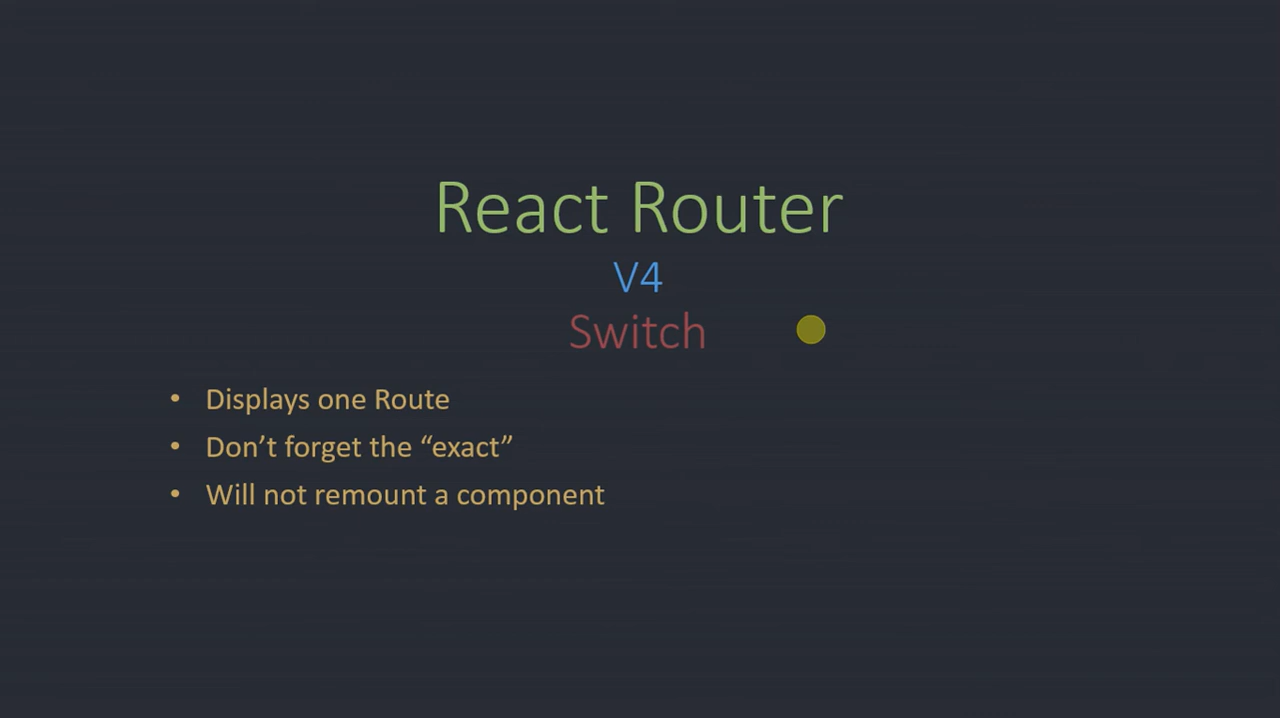 React Router
V4
Switch
• Displays one Route
• Don’t forget the “exact”
• Will not remount a component